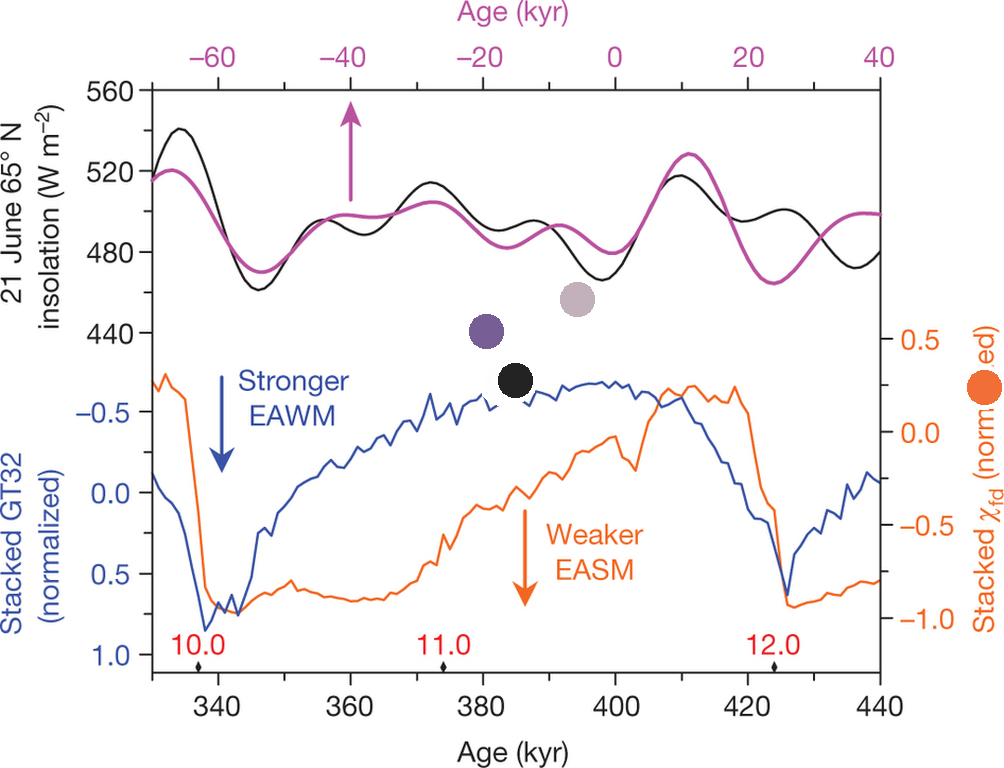 Age (kyr)
−60 −40 −20 0 20 40
560
520
480
440
21 June 65° N
insolation (W m⁻²)
0.5
0.0
−0.5
−1.0
Stacked χfd
−0.5
0.0
0.5
1.0
Stacked GT32
(normalized)
Stronger
EAWM
Weaker
EASM
10.0 11.0 12.0
340 360 380 400 420 440
Age (kyr)